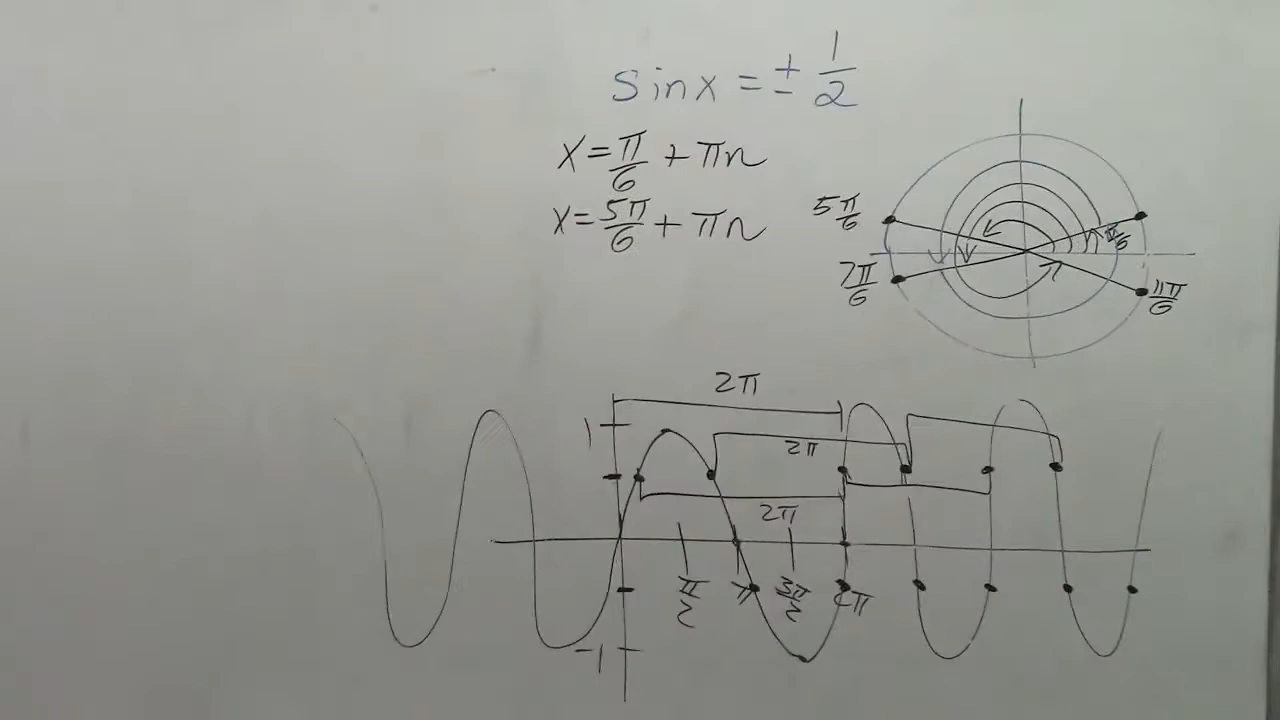 sinx = ± 1/2
x = π/6 + πn
x = 5π/6 + πn
5π/6
π/6
7π/6
11π/6
2π
1
2π
2π
π/2
π
3π/2
2π
-1